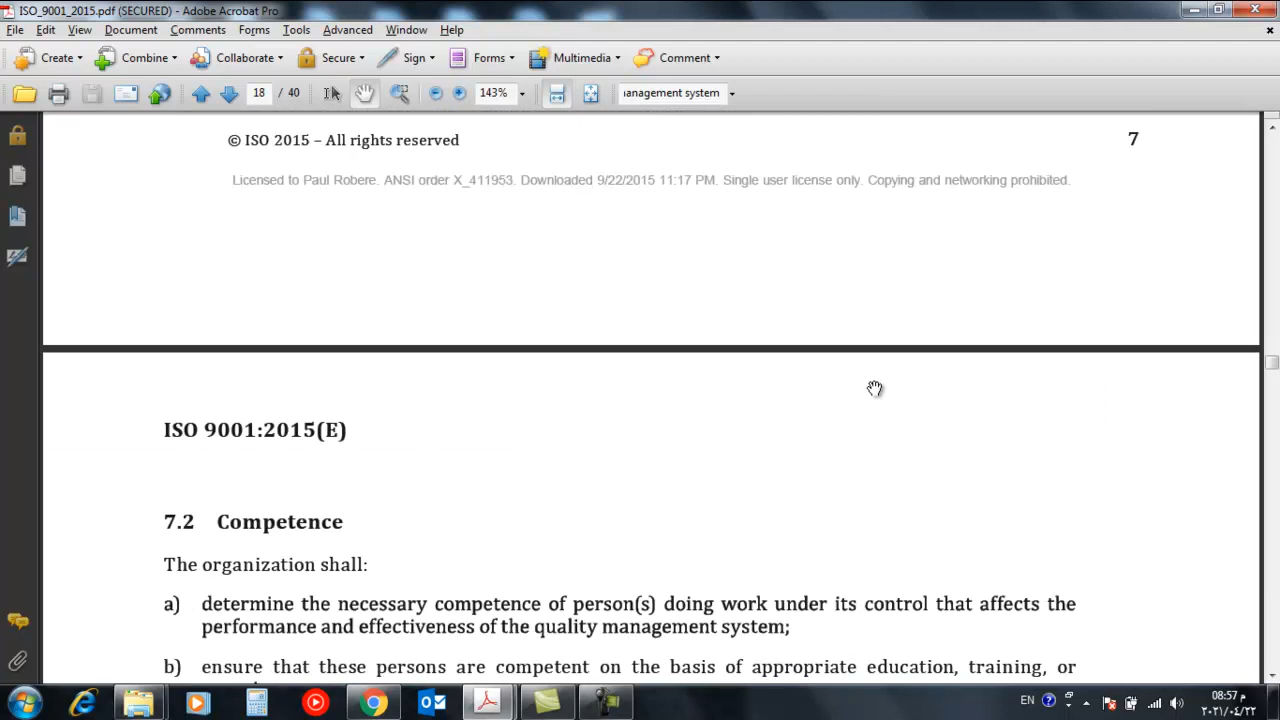 ISO_9001_2015.pdf (SECURED) - Adobe Acrobat Pro
File Edit View Document Comments Forms Tools Advanced Window Help
Create Combine Collaborate Secure Sign Forms Multimedia Comment
18 / 40 143% anagement system
© ISO 2015 – All rights reserved 7
Licensed to Paul Robere. ANSI order X_411953. Downloaded 9/22/2015 11:17 PM. Single user license only. Copying and networking prohibited.
ISO 9001:2015(E)
7.2 Competence
The organization shall:
a) determine the necessary competence of person(s) doing work under its control that affects the
performance and effectiveness of the quality management system;
b) ensure that these persons are competent on the basis of appropriate education, training, or
EN 08:57 م
٢٠٢١/٠٤/٢٢